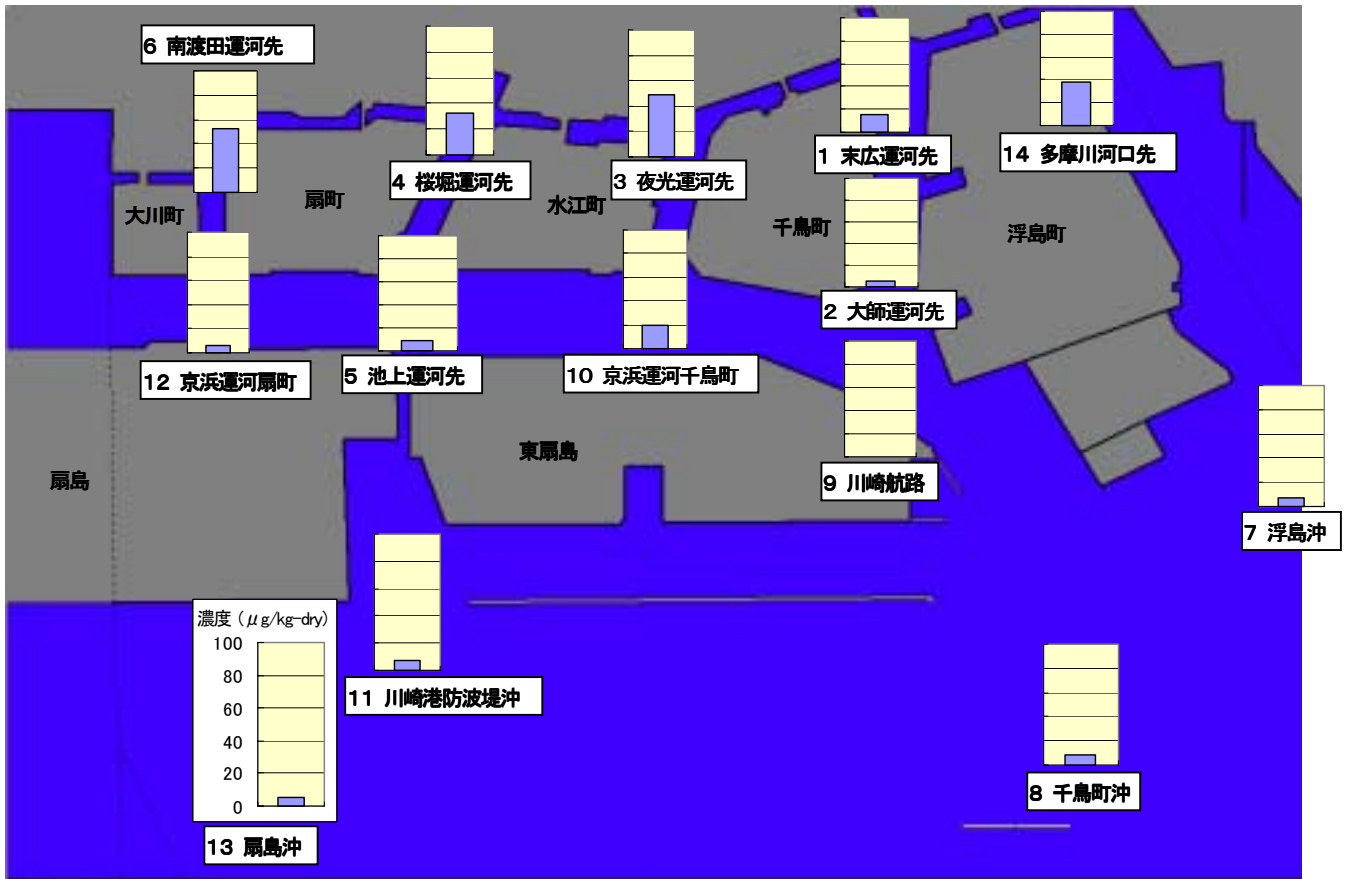 6 南渡田運河先
4 桜堀運河先
3 夜光運河先
1 末広運河先
14 多摩川河口先
大川町
扇町
水江町
千鳥町
浮島町
12 京浜運河扇町
5 池上運河先
10 京浜運河千鳥町
2 大師運河先
扇島
東扇島
9 川崎航路
7 浮島沖
濃度（μg/kg-dry)
100
80
60
40
20
0
13 扇島沖
11 川崎港防波堤沖
8 千鳥町沖